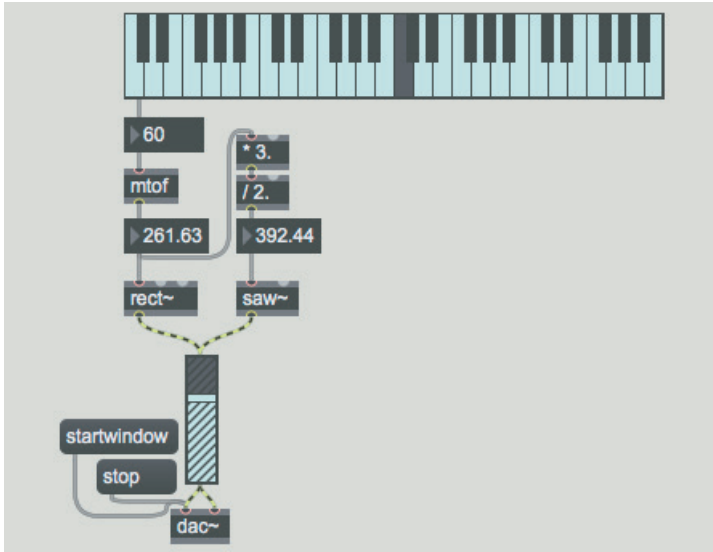 60
* 3.
mtof
/ 2.
261.63
392.44
rect~
saw~
startwindow
stop
dac~